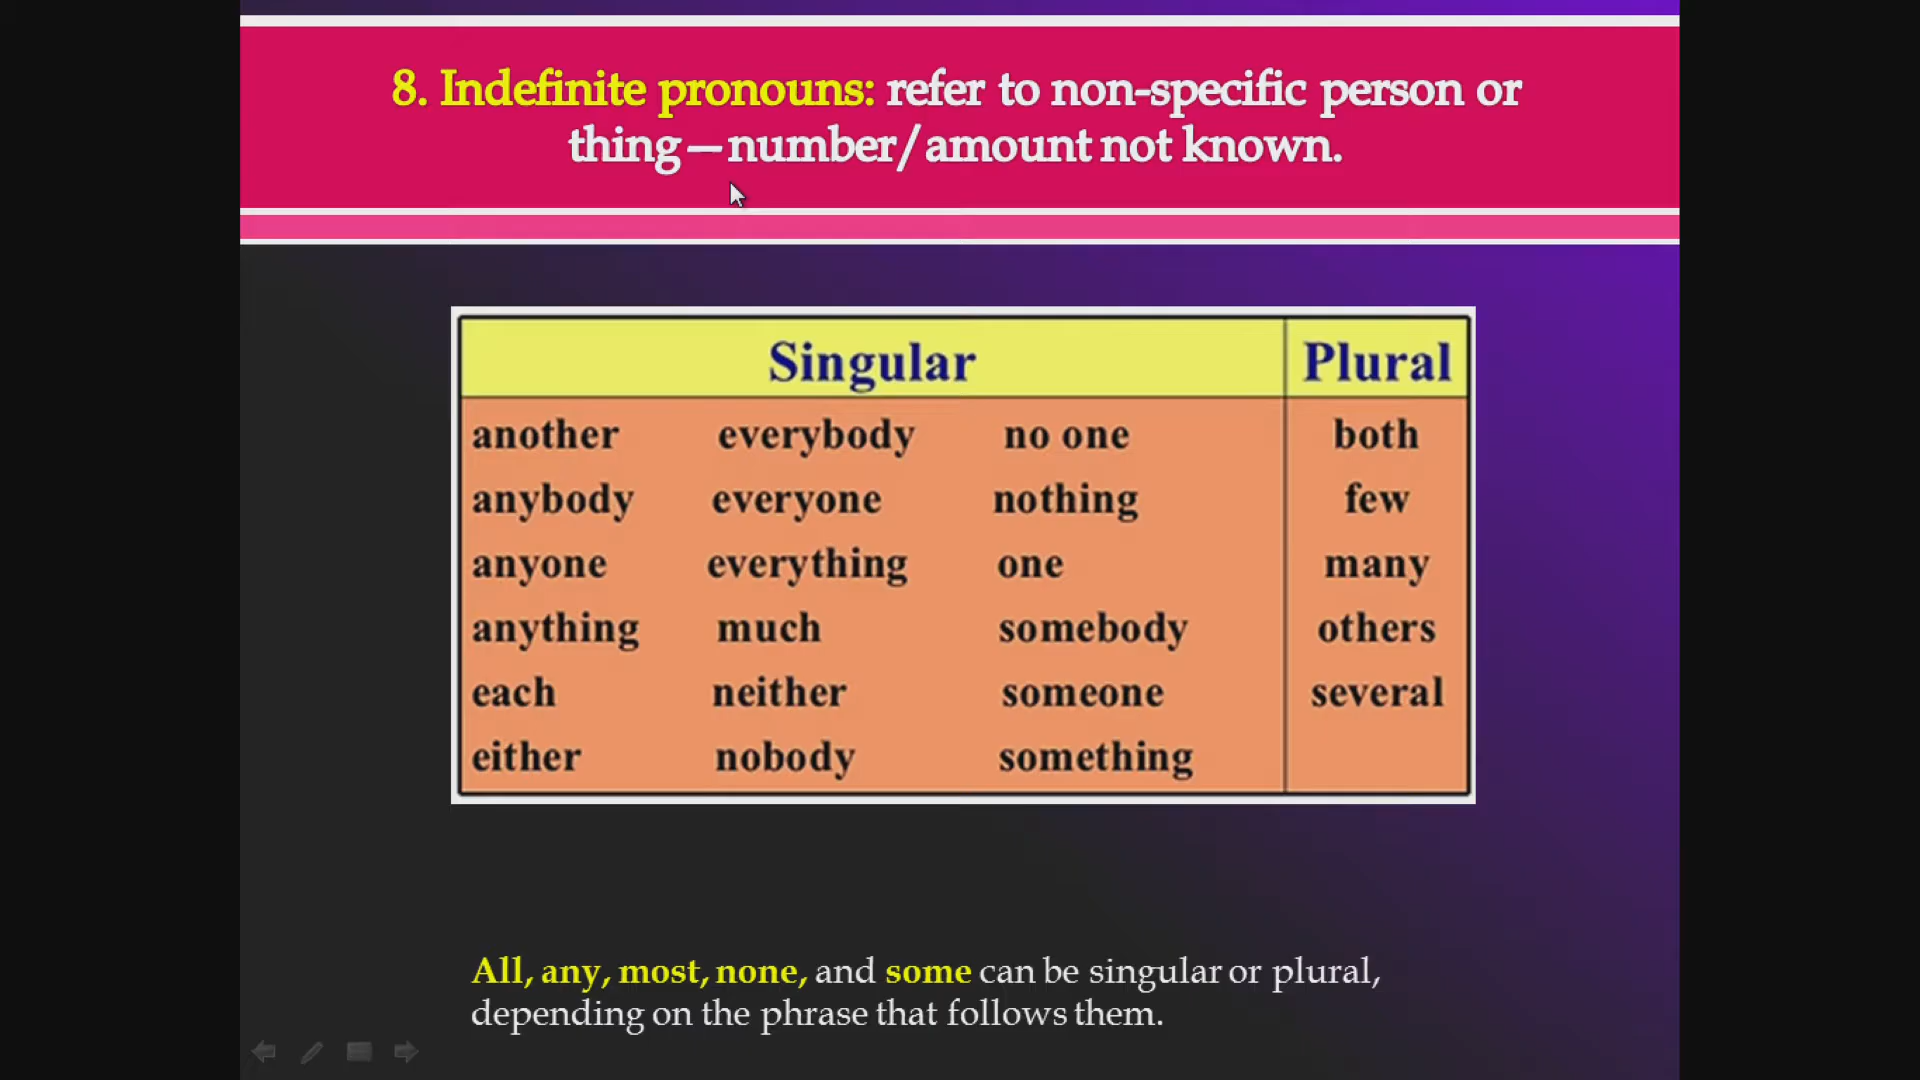 8. Indefinite pronouns: refer to non-specific person or
thing—number/amount not known.
Singular Plural
another everybody no one both
anybody everyone nothing few
anyone everything one many
anything much somebody others
each neither someone several
either nobody something
All, any, most, none, and some can be singular or plural,
depending on the phrase that follows them.